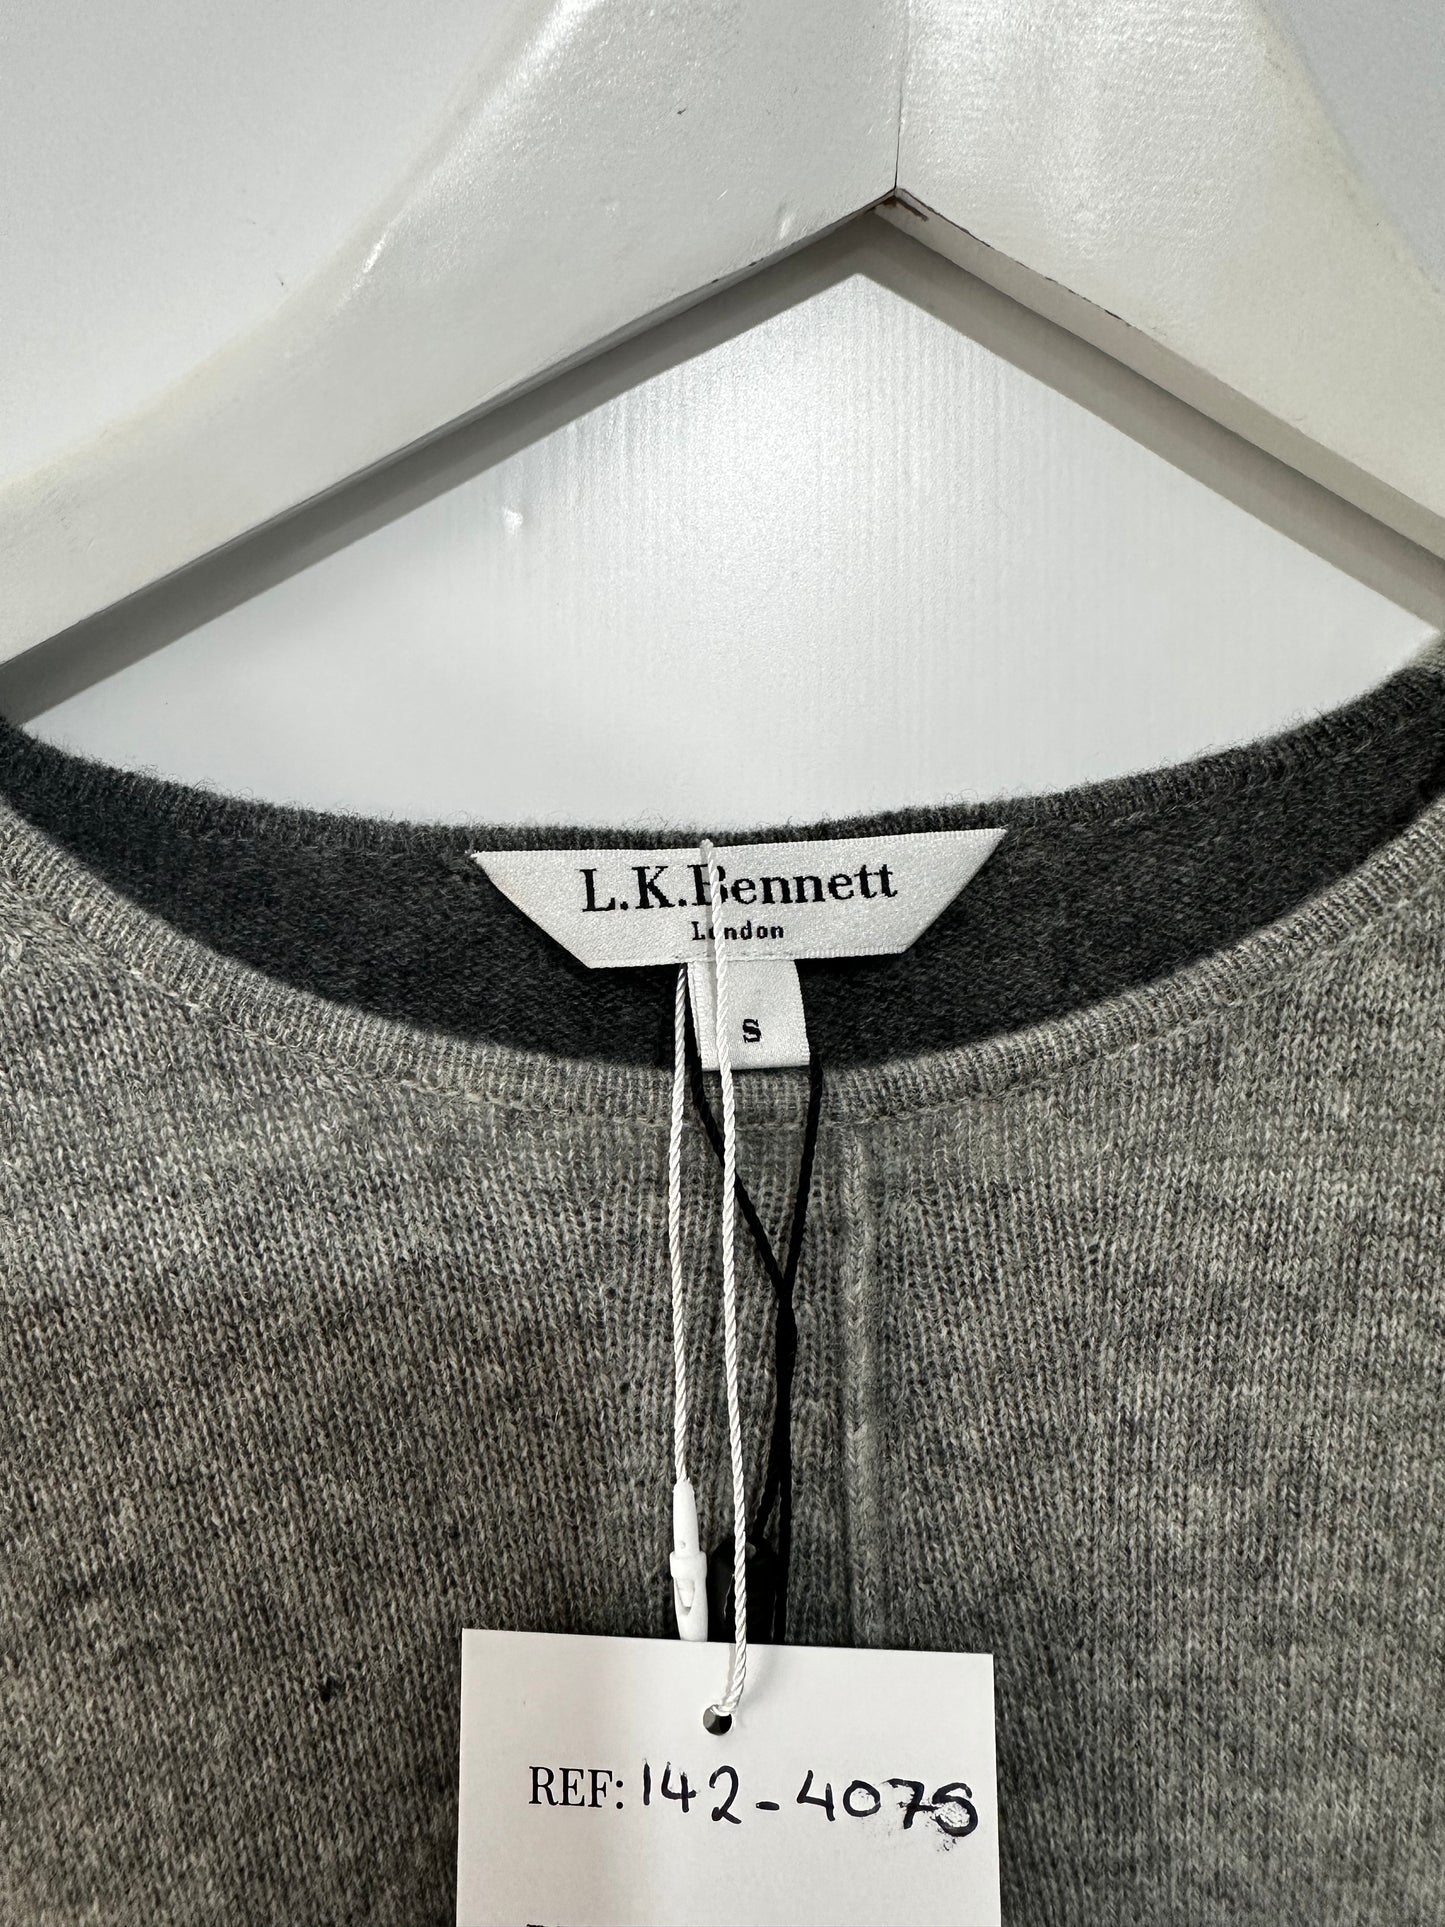 L.K.Bennett
London
S
REF: 142-4075